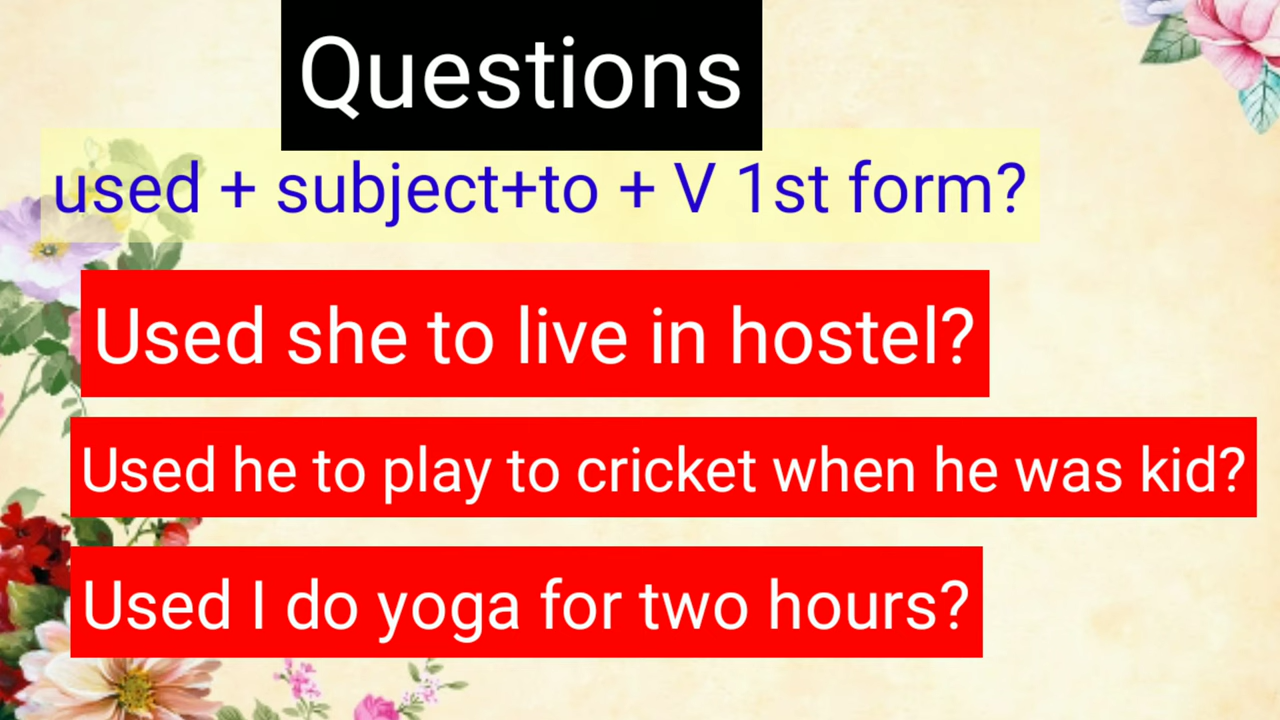 Questions
used + subject+to + V 1st form?
Used she to live in hostel?
Used he to play to cricket when he was kid?
Used I do yoga for two hours?